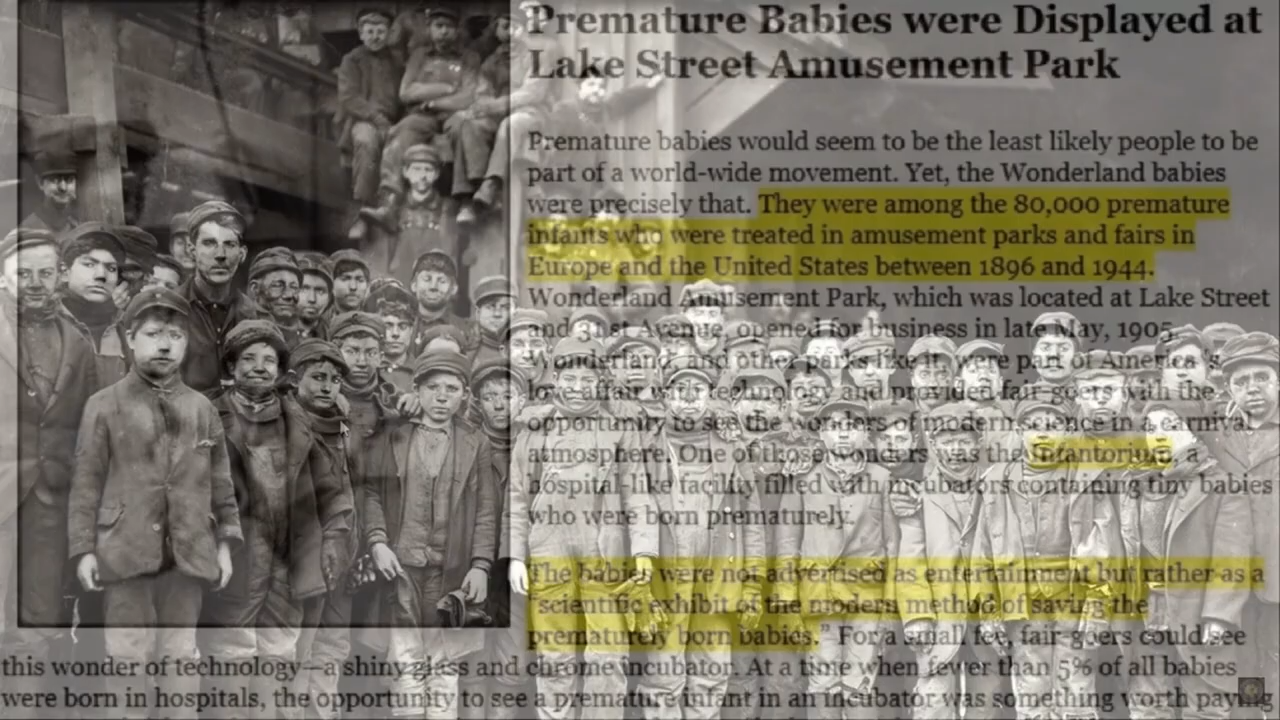 Premature Babies were Displayed at
Lake Street Amusement Park
Premature babies would seem to be the least likely people to be
part of a world-wide movement. Yet, the Wonderland babies
were precisely that. They were among the 80,000 premature
infants who were treated in amusement parks and fairs in
Europe and the United States between 1896 and 1944.
Wonderland Amusement Park, which was located at Lake Street
and 31st Avenue, opened for business in late May, 1905.
Wonderland, and other parks like it, were part of America's
love affair with technology and provided fair-goers with the
opportunity to see the wonders of modern science in a carnival
atmosphere. One of those wonders was the Infantorium, a
hospital-like facility filled with incubators containing tiny babies
who were born prematurely.
The babies were not advertised as entertainment but rather as a
"scientific exhibit of the modern method of saving the
prematurely born babies." For a small fee, fair-goers could see
this wonder of technology—a shiny glass and chrome incubator. At a time when fewer than 5% of all babies
were born in hospitals, the opportunity to see a premature infant in an incubator was something worth paying